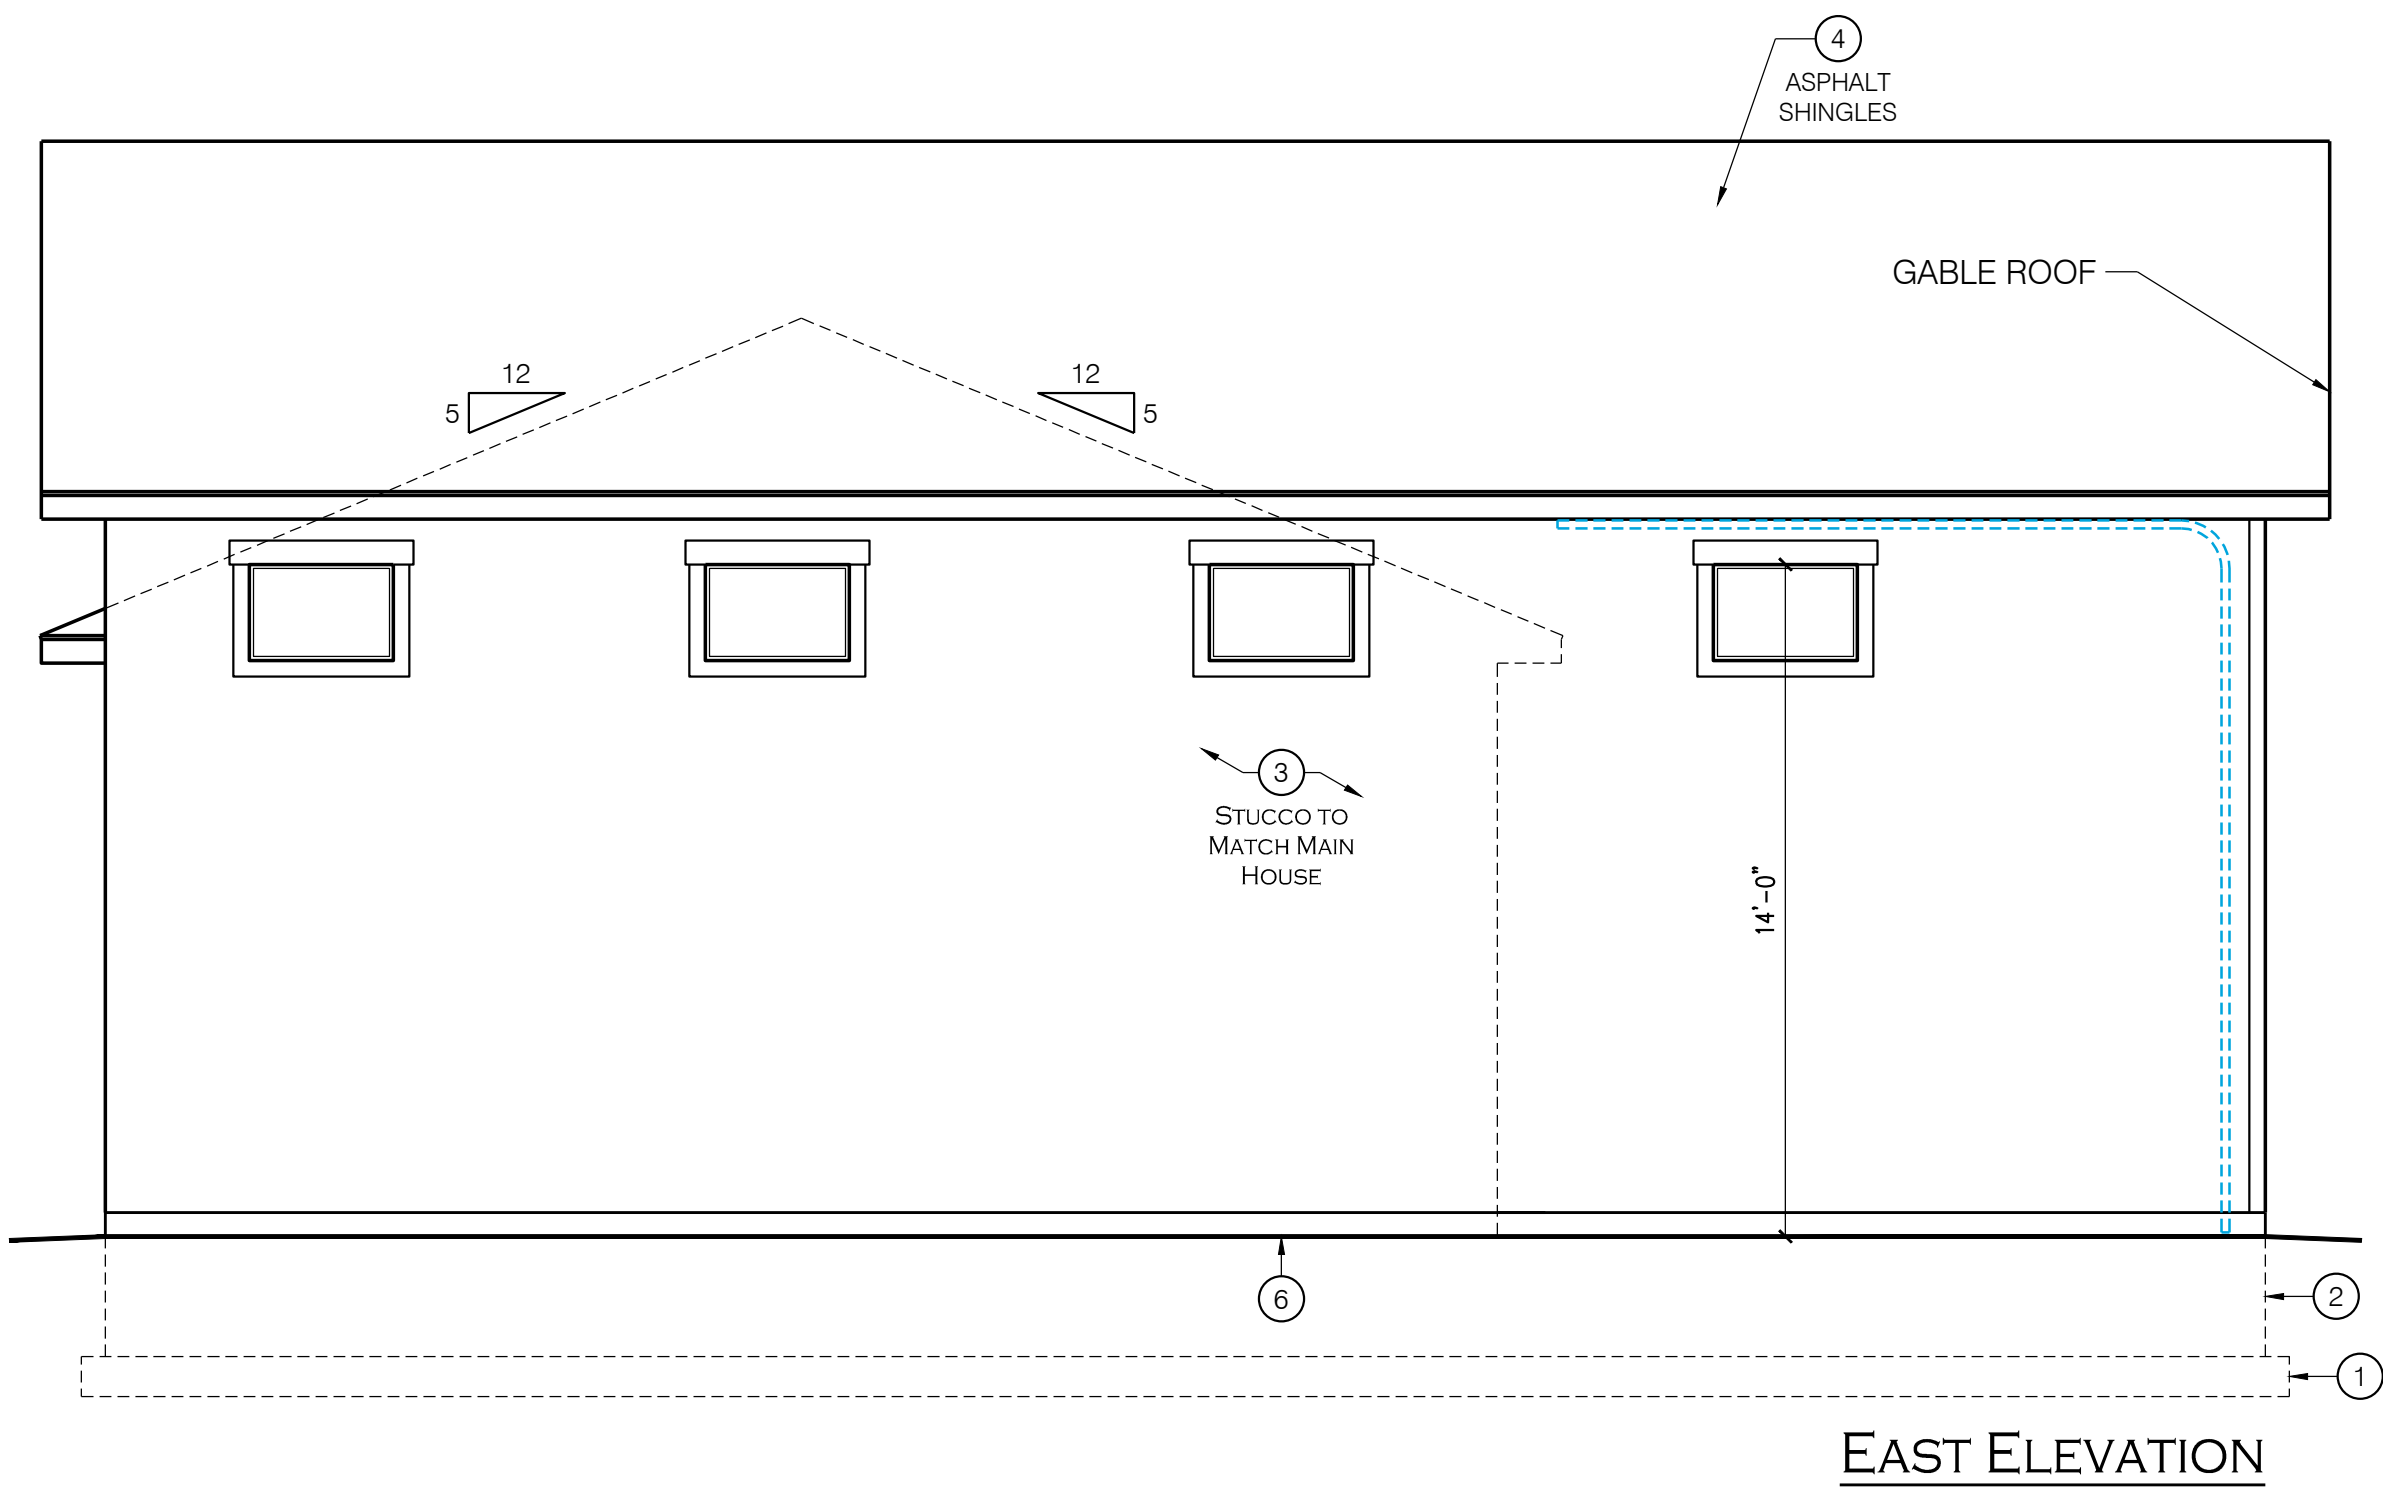 4
ASPHALT
SHINGLES
GABLE ROOF
12
5
12
5
3
STUCCO TO
MATCH MAIN
HOUSE
14'-0"
6
2
1
EAST ELEVATION